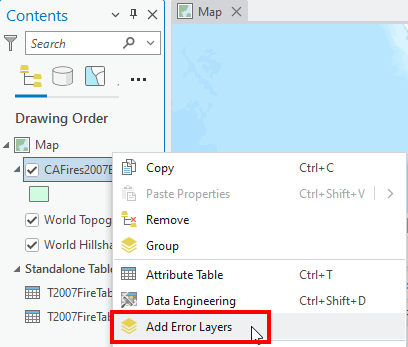 Contents
Search
Drawing Order
Map
CAFires2007
World Topog
World Hillsha
Standalone Table
T2007FireTab
T2007FireTab
Map
Copy Ctrl+C
Paste Properties Ctrl+Shift+V
Remove
Group
Attribute Table Ctrl+T
Data Engineering Ctrl+Shift+D
Add Error Layers